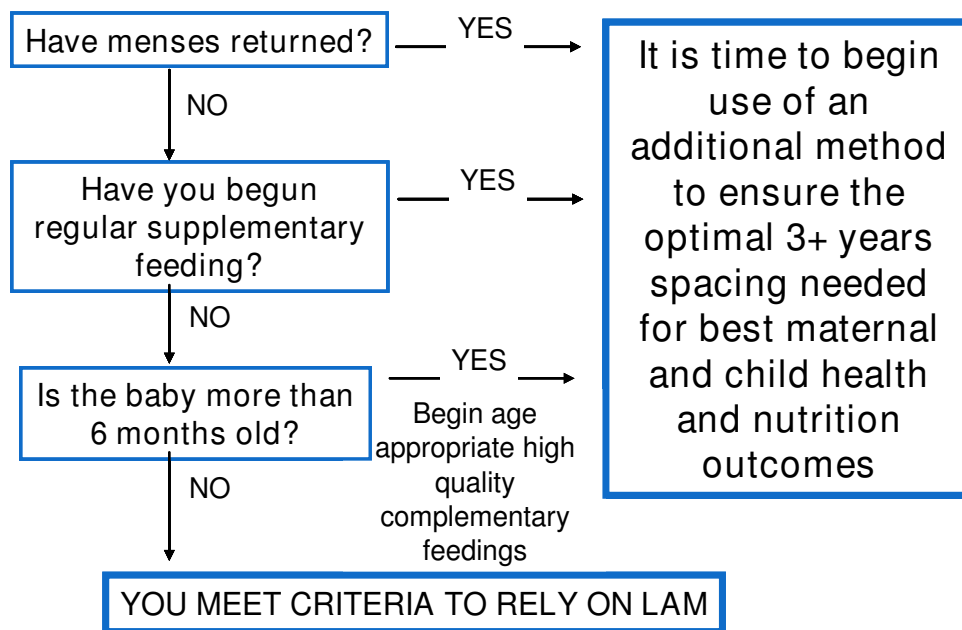 Have menses returned?
YES
NO
Have you begun
regular supplementary
feeding?
YES
NO
Is the baby more than
6 months old?
YES
Begin age
appropriate high
quality
complementary
feedings
NO
It is time to begin
use of an
additional method
to ensure the
optimal 3+ years
spacing needed
for best maternal
and child health
and nutrition
outcomes
YOU MEET CRITERIA TO RELY ON LAM